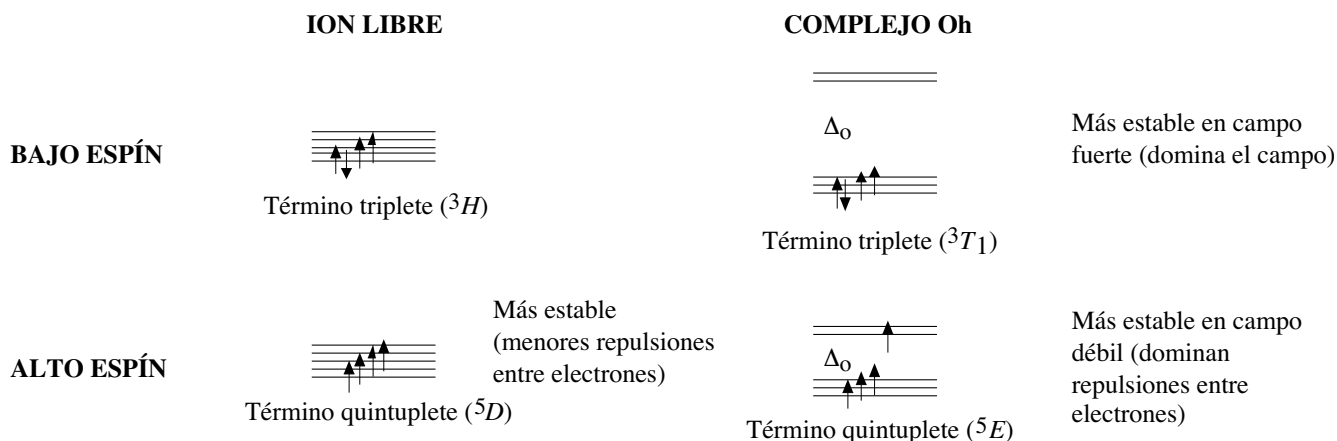 ION LIBRE
COMPLEJO Oh
BAJO ESPÍN
Término triplete (3H)
Δo
Término triplete (3T1)
Más estable en campo
fuerte (domina el campo)
ALTO ESPÍN
Más estable
(menores repulsiones
entre electrones)
Término quintuplete (5D)
Δo
Término quintuplete (5E)
Más estable en campo
débil (dominan
repulsiones entre
electrones)